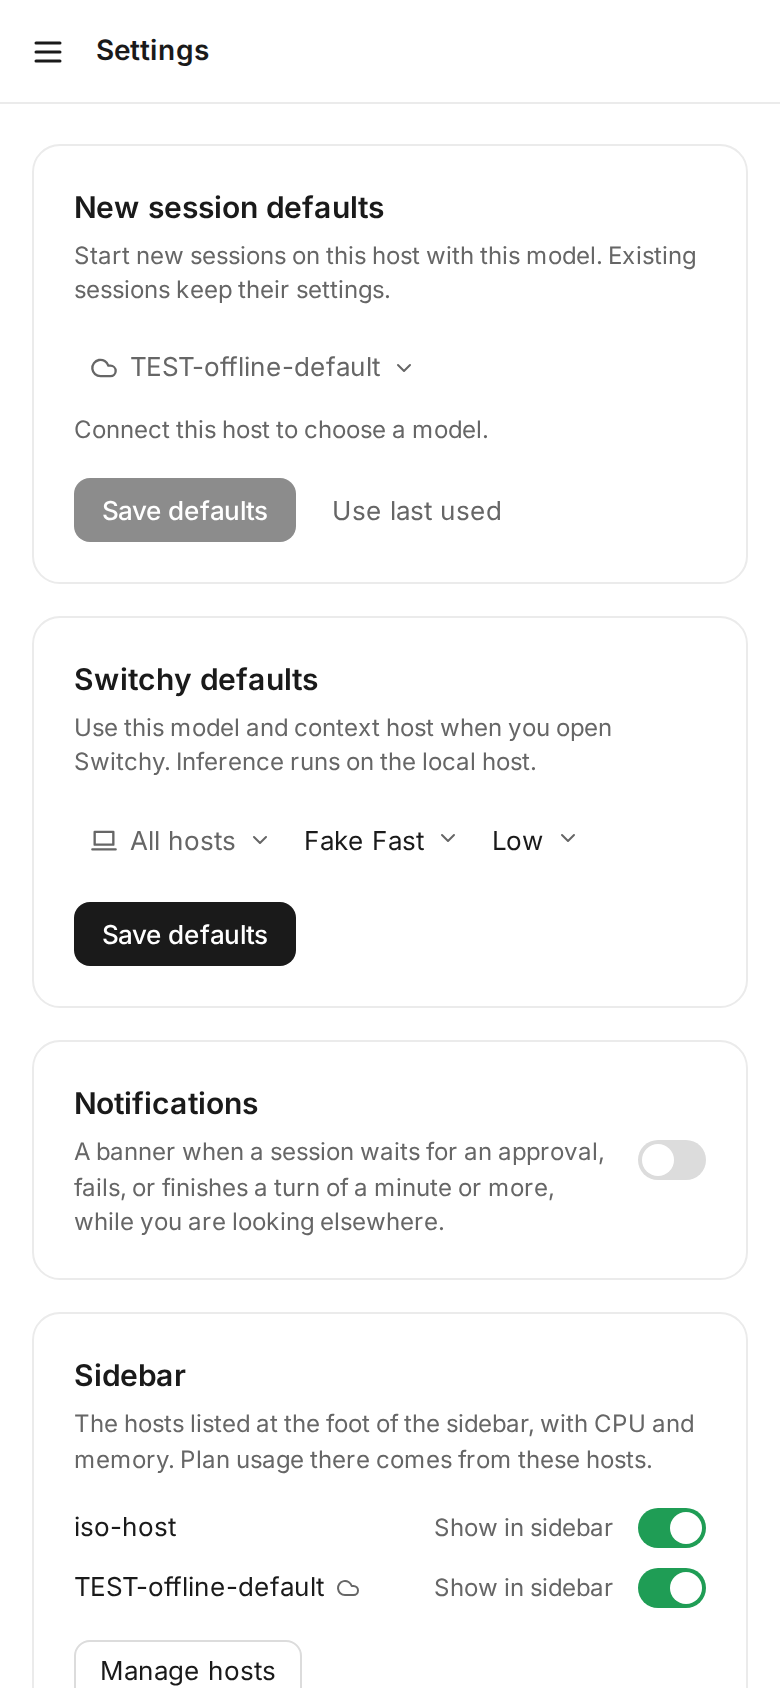 Settings
New session defaults
Start new sessions on this host with this model. Existing
sessions keep their settings.
TEST-offline-default
Connect this host to choose a model.
Save defaults Use last used
Switchy defaults
Use this model and context host when you open
Switchy. Inference runs on the local host.
All hosts Fake Fast Low
Save defaults
Notifications
A banner when a session waits for an approval,
fails, or finishes a turn of a minute or more,
while you are looking elsewhere.
Sidebar
The hosts listed at the foot of the sidebar, with CPU and
memory. Plan usage there comes from these hosts.
iso-host Show in sidebar
TEST-offline-default Show in sidebar
Manage hosts